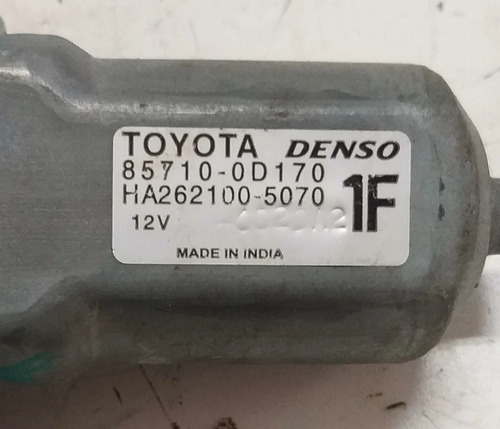 TOYOTA DENSO
85710-0D170
HA262100-5070
1F
12V
MADE IN INDIA